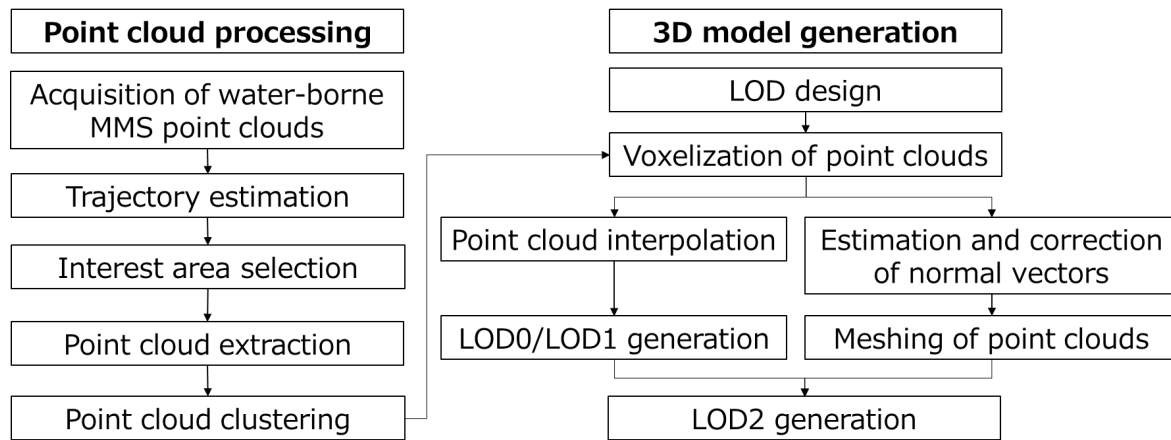 Point cloud processing
Acquisition of water-borne
MMS point clouds
Trajectory estimation
Interest area selection
Point cloud extraction
Point cloud clustering
3D model generation
LOD design
Voxelization of point clouds
Point cloud interpolation
LOD0/LOD1 generation
Estimation and correction
of normal vectors
Meshing of point clouds
LOD2 generation